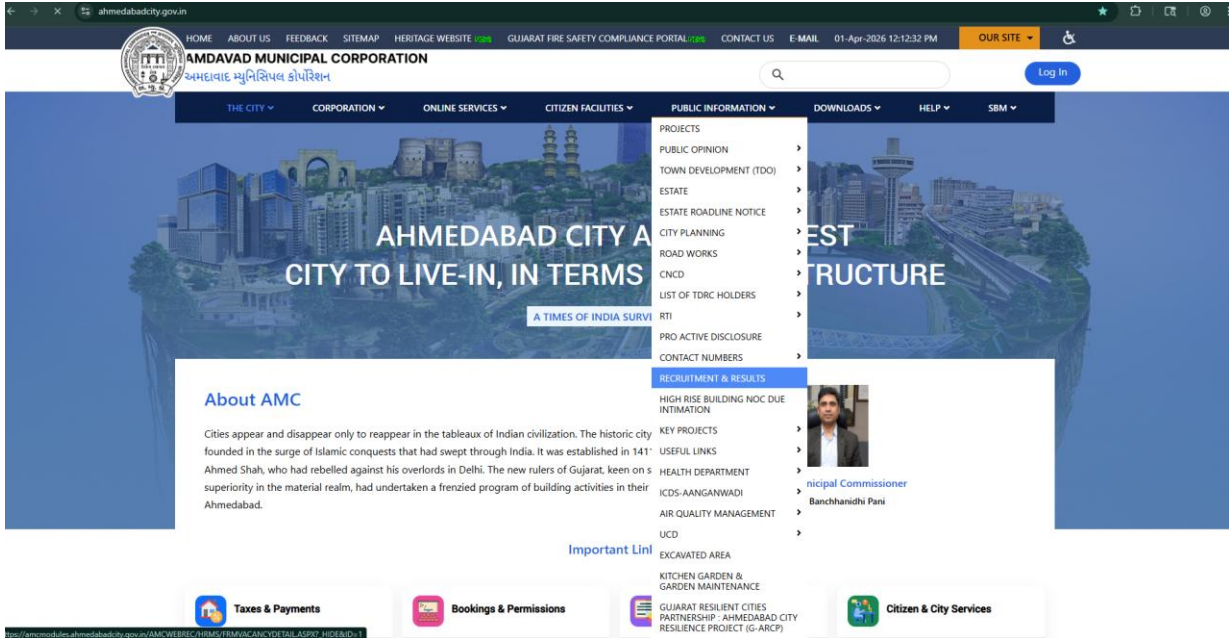 ahmedabadcity.gov.in
HOME ABOUT US FEEDBACK SITEMAP HERITAGE WEBSITE GUJARAT FIRE SAFETY COMPLIANCE PORTAL CONTACT US E-MAIL 01-Apr-2026 12:12:32 PM OUR SITE
AMDAVAD MUNICIPAL CORPORATION
અમદાવાદ મ્યુનિસિપલ કોર્પોરેશન
Log In
THE CITY CORPORATION ONLINE SERVICES CITIZEN FACILITIES PUBLIC INFORMATION DOWNLOADS HELP SBM
PROJECTS
PUBLIC OPINION
TOWN DEVELOPMENT (TDO)
ESTATE
ESTATE ROADLINE NOTICE
CITY PLANNING
ROAD WORKS
CNCD
LIST OF TDRC HOLDERS
RTI
PRO ACTIVE DISCLOSURE
CONTACT NUMBERS
RECRUITMENT & RESULTS
HIGH RISE BUILDING NOC DUE
INTIMATION
KEY PROJECTS
USEFUL LINKS
HEALTH DEPARTMENT
ICDS-AANGANWADI
AIR QUALITY MANAGEMENT
UCD
EXCAVATED AREA
KITCHEN GARDEN &
GARDEN MAINTENANCE
GUJARAT RESILIENT CITIES
PARTNERSHIP : AHMEDABAD CITY
RESILIENCE PROJECT (G-ARCP)
AHMEDABAD CITY A EST
CITY TO LIVE-IN, IN TERMS RUCTURE
A TIMES OF INDIA SURV
About AMC
Cities appear and disappear only to reappear in the tableaux of Indian civilization. The historic city
founded in the surge of Islamic conquests that had swept through India. It was established in 141
Ahmed Shah, who had rebelled against his overlords in Delhi. The new rulers of Gujarat, keen on s
superiority in the material realm, had undertaken a frenzied program of building activities in their
Ahmedabad.
nicipal Commissioner
Banchhanidhi Pani
Important Lin
Taxes & Payments
Bookings & Permissions
Citizen & City Services
ttps://amcmodules.ahmedabadcity.gov.in/AMCWEBREC/HRMS/FRMVACANCYDETAIL.ASPX?_HIDE&ID=1